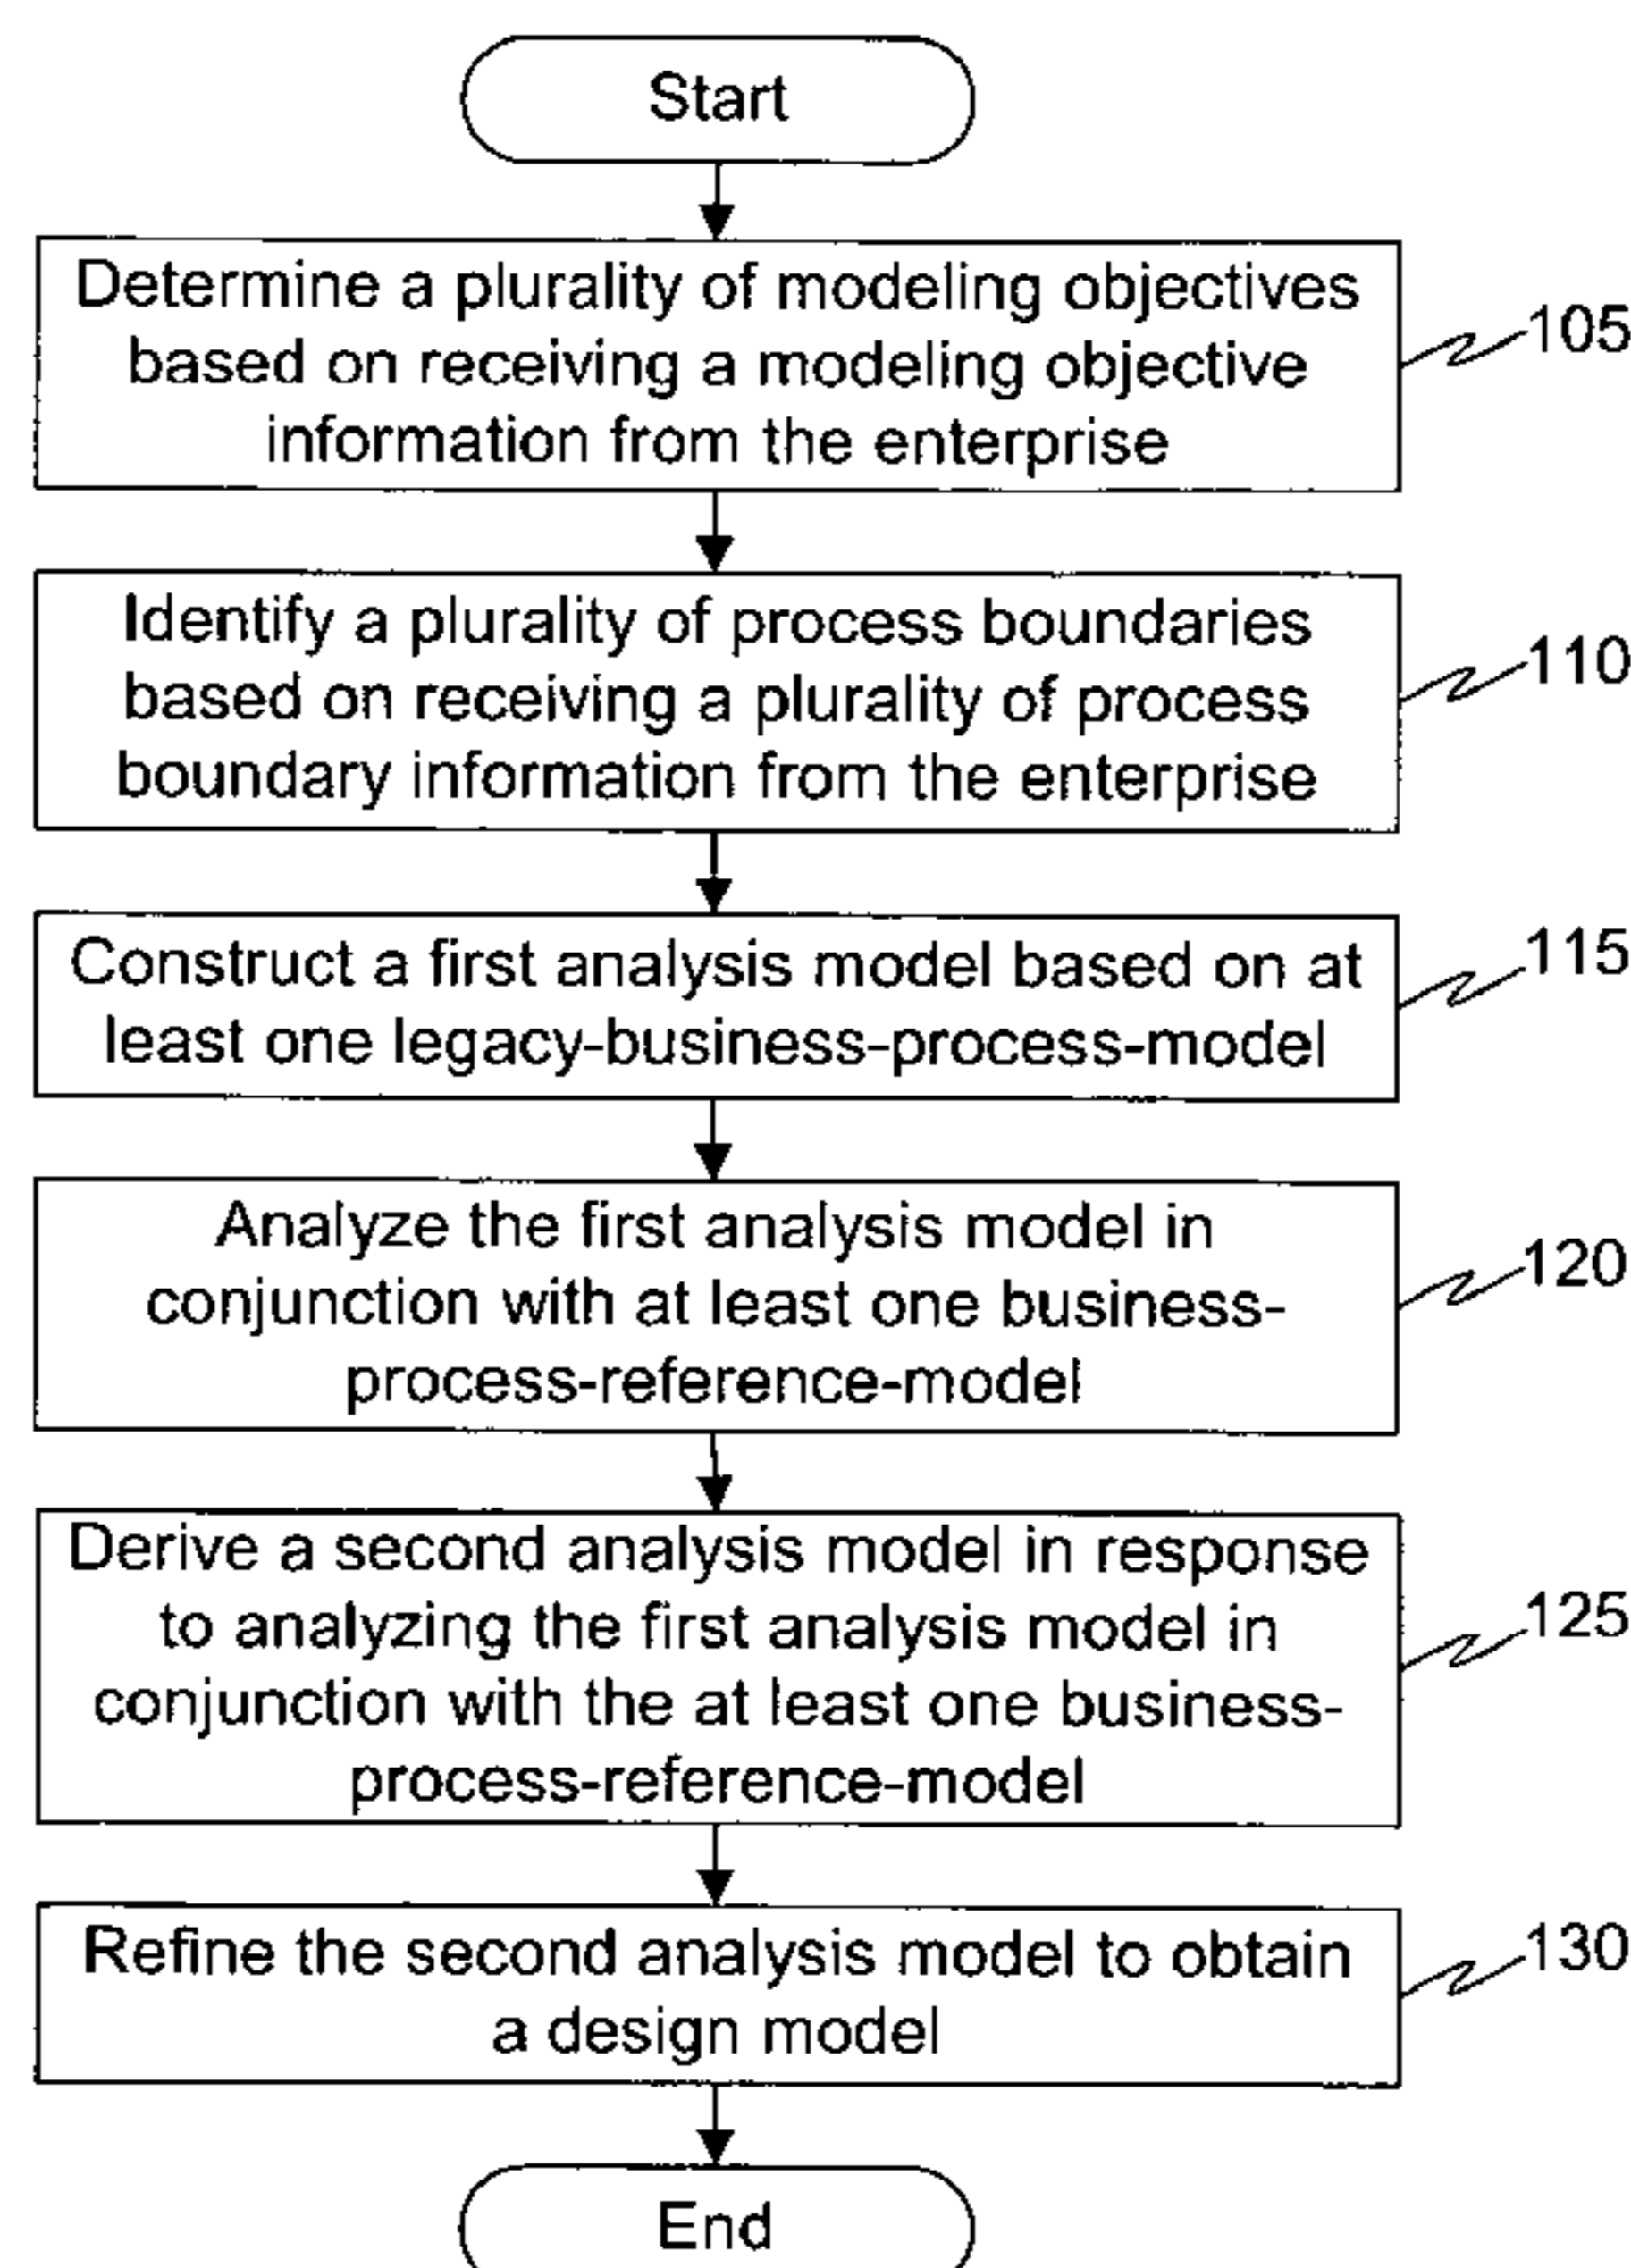 Start
Determine a plurality of modeling objectives
based on receiving a modeling objective
information from the enterprise
105
Identify a plurality of process boundaries
based on receiving a plurality of process
boundary information from the enterprise
110
Construct a first analysis model based on at
least one legacy-business-process-model
115
Analyze the first analysis model in
conjunction with at least one business-
process-reference-model
120
Derive a second analysis model in response
to analyzing the first analysis model in
conjunction with the at least one business-
process-reference-model
125
Refine the second analysis model to obtain
a design model
130
End